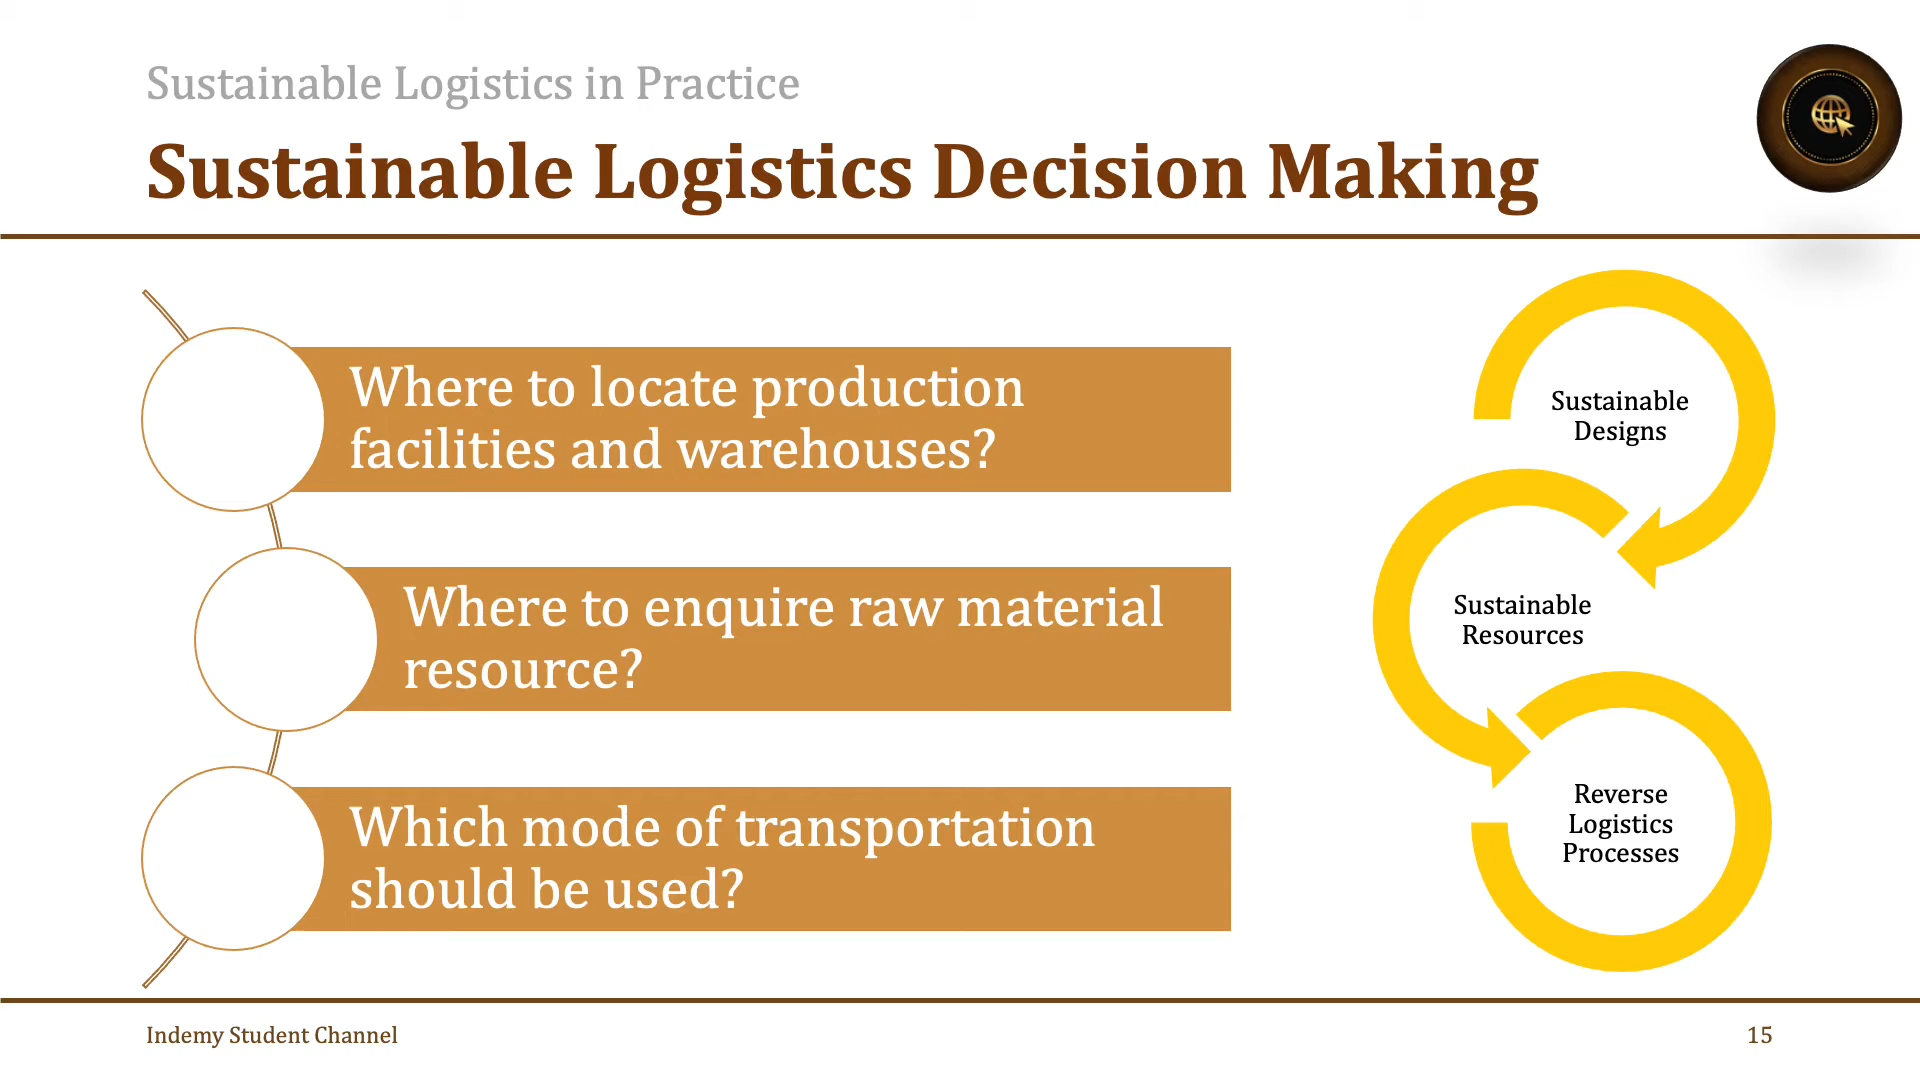 Sustainable Logistics in Practice
Sustainable Logistics Decision Making
Where to locate production
facilities and warehouses?
Where to enquire raw material
resource?
Which mode of transportation
should be used?
Sustainable
Designs
Sustainable
Resources
Reverse
Logistics
Processes
Indemy Student Channel
15